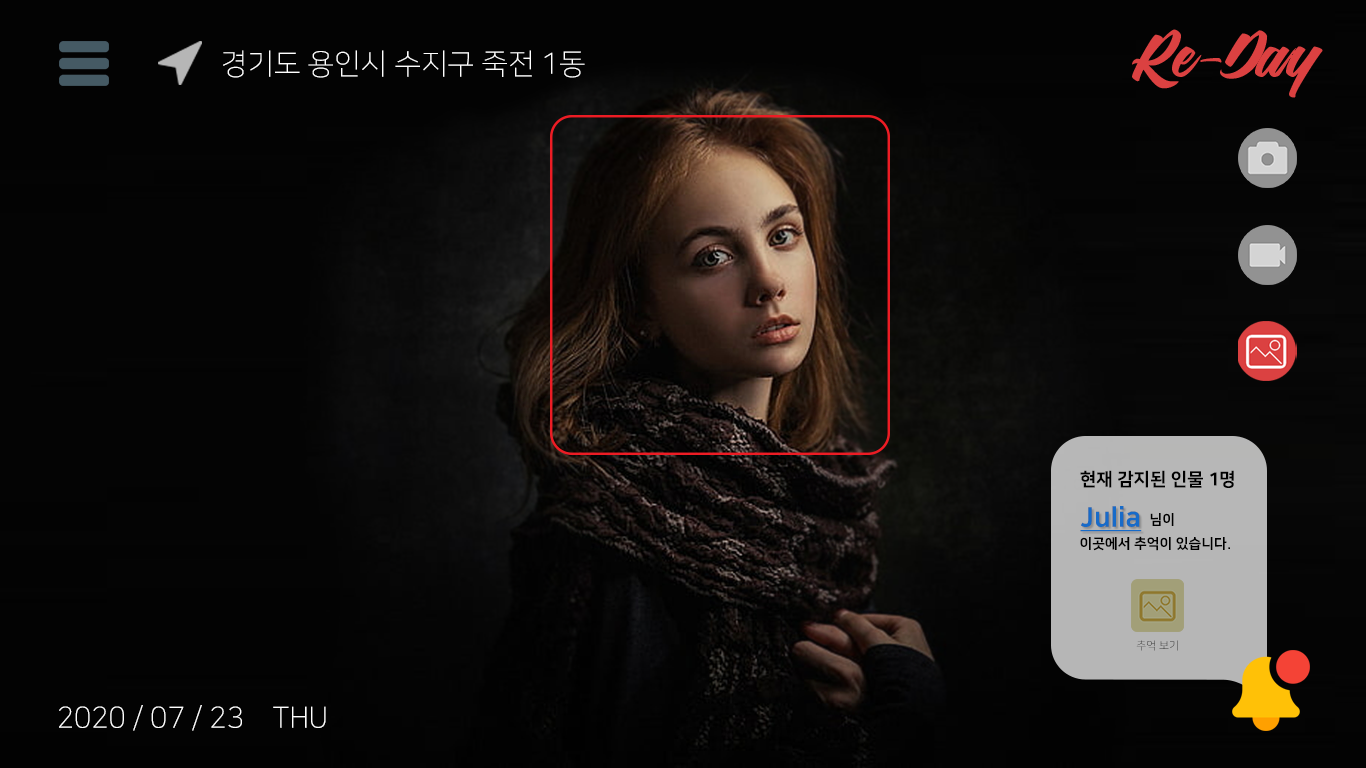 경기도 용인시 수지구 죽전 1동
Re-Day
현재 감지된 인물 1명
Julia 님이
이곳에서 추억이 있습니다.
추억 보기
2020 / 07 / 23 THU